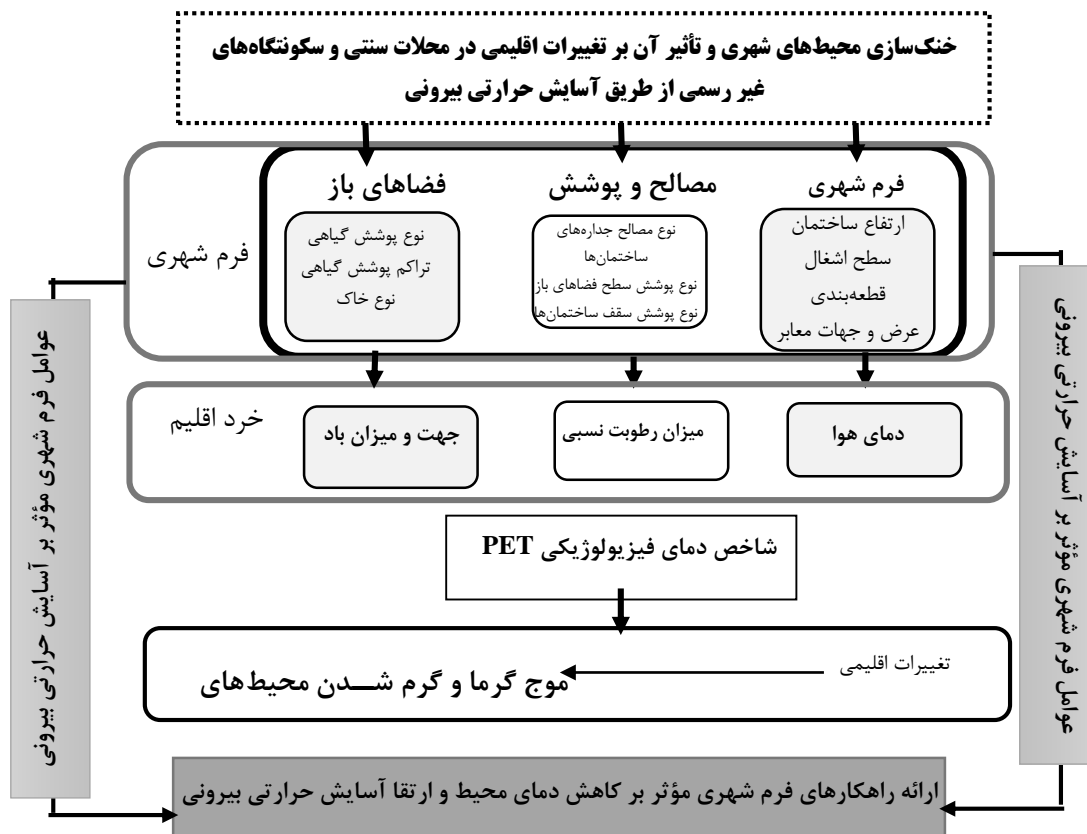 خنک‌سازی محیط‌های شهری و تأثیر آن بر تغییرات اقلیمی در محلات سنتی و سکونتگاه‌های
غیر رسمی از طریق آسایش حرارتی بیرونی
فرم شهری
ارتفاع ساختمان
سطح اشغال
قطعه‌بندی
عرض و جهات معابر
مصالح و پوشش
نوع مصالح جداره‌های
ساختمان‌ها
نوع پوشش سطح فضاهای باز
نوع پوشش سقف ساختمان‌ها
فضاهای باز
نوع پوشش گیاهی
تراکم پوشش گیاهی
نوع خاک
فرم شهری
دمای هوا
میزان رطوبت نسبی
جهت و میزان باد
خرد اقلیم
شاخص دمای فیزیولوژیکی PET
تغییرات اقلیمی
موج گرما و گرم شــدن محیط‌های
عوامل فرم شهری مؤثر بر آسایش حرارتی بیرونی
عوامل فرم شهری مؤثر بر آسایش حرارتی بیرونی
ارائه راهکارهای فرم شهری مؤثر بر کاهش دمای محیط و ارتقا آسایش حرارتی بیرونی